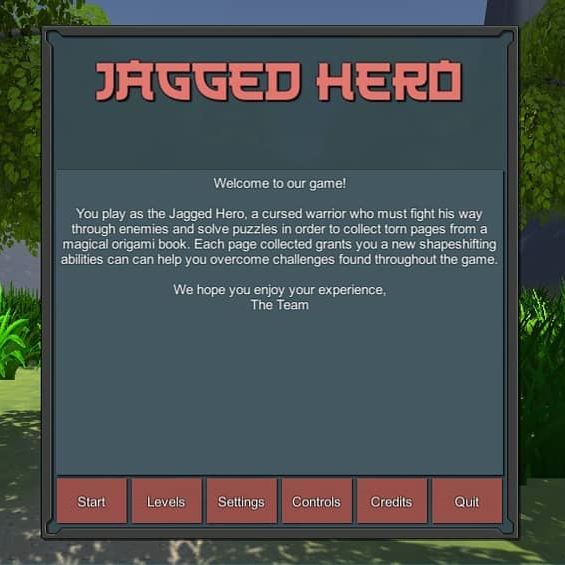 JAGGED HERO
Welcome to our game!
You play as the Jagged Hero, a cursed warrior who must fight his way
through enemies and solve puzzles in order to collect torn pages from a
magical origami book. Each page collected grants you a new shapeshifting
abilities can can help you overcome challenges found throughout the game.
We hope you enjoy your experience,
The Team
Start Levels Settings Controls Credits Quit